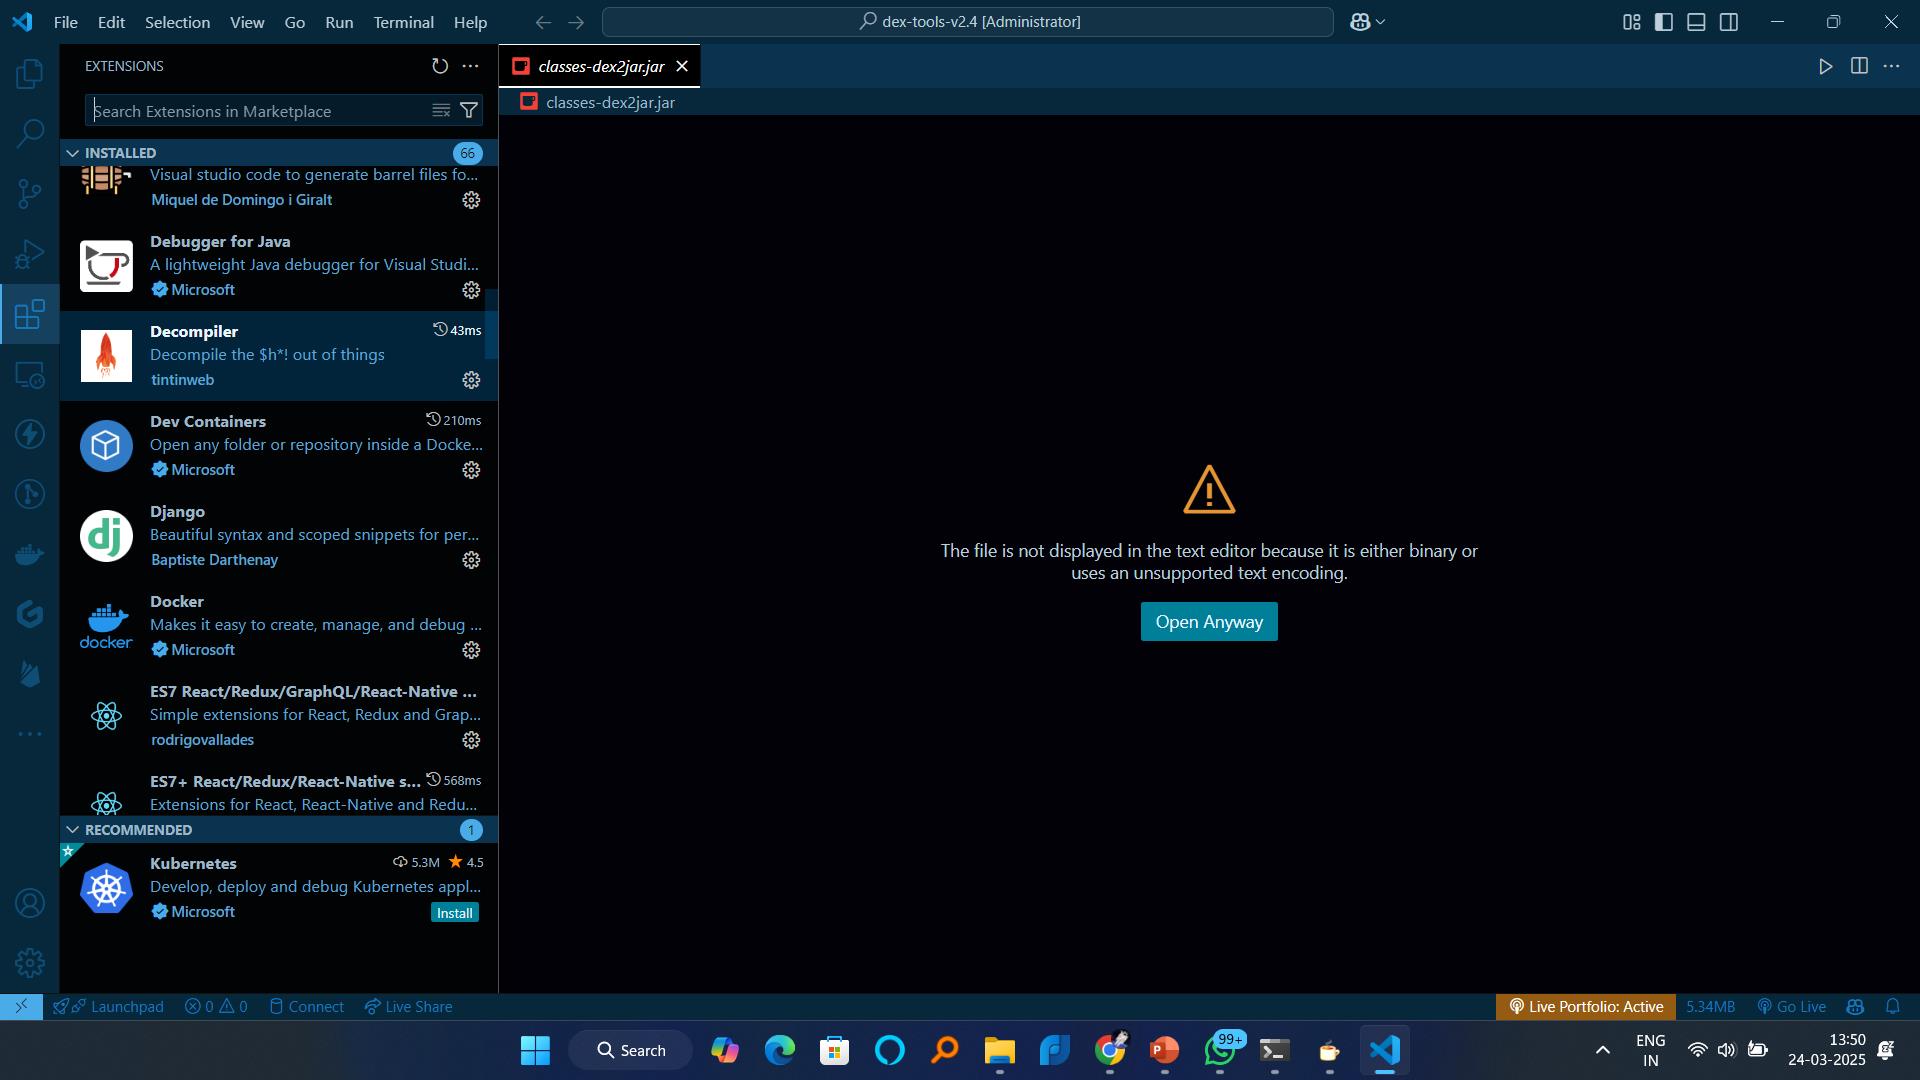 File Edit Selection View Go Run Terminal Help
dex-tools-v2.4 [Administrator]
EXTENSIONS
Search Extensions in Marketplace
INSTALLED 66
Visual studio code to generate barrel files fo...
Miquel de Domingo i Giralt
Debugger for Java
A lightweight Java debugger for Visual Studi...
Microsoft
Decompiler 43ms
Decompile the $h*! out of things
tintinweb
Dev Containers 210ms
Open any folder or repository inside a Docke...
Microsoft
Django
Beautiful syntax and scoped snippets for per...
Baptiste Darthenay
dj
Docker
Makes it easy to create, manage, and debug ...
docker
Microsoft
ES7 React/Redux/GraphQL/React-Native ...
Simple extensions for React, Redux and Grap...
rodrigovallades
ES7+ React/Redux/React-Native s... 568ms
Extensions for React, React-Native and Redu...
RECOMMENDED 1
Kubernetes 5.3M 4.5
Develop, deploy and debug Kubernetes appl...
Microsoft Install
classes-dex2jar.jar
classes-dex2jar.jar
The file is not displayed in the text editor because it is either binary or
uses an unsupported text encoding.
Open Anyway
Launchpad 0 0 Connect Live Share
Live Portfolio: Active 5.34MB Go Live
Search
99+
ENG
IN
13:50
24-03-2025